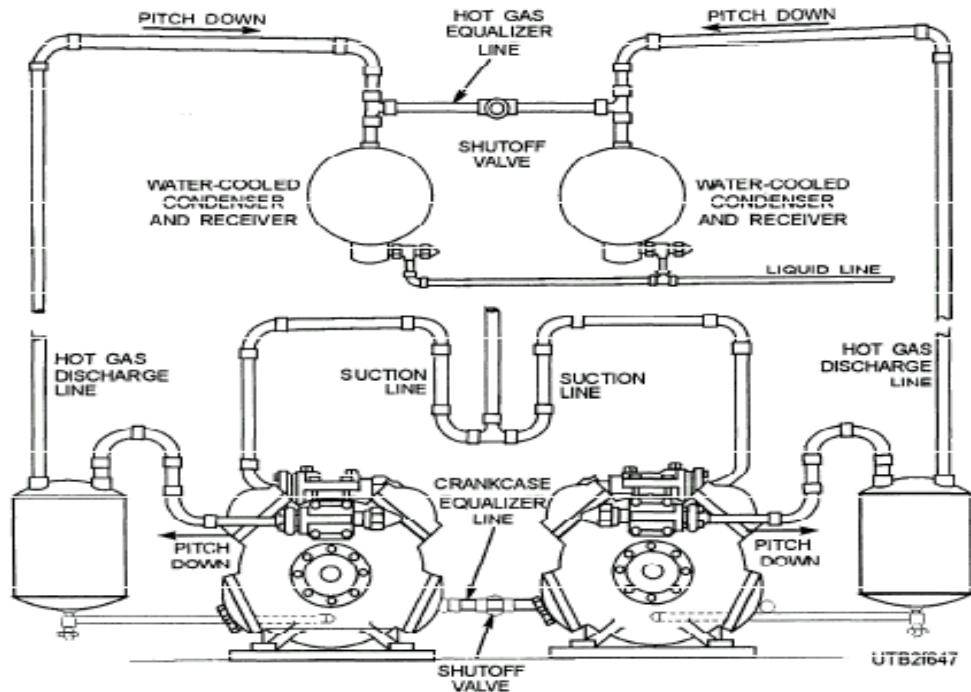 PITCH DOWN
HOT GAS
EQUALIZER
LINE
PITCH DOWN
SHUTOFF
VALVE
WATER-COOLED
CONDENSER
AND RECEIVER
WATER-COOLED
CONDENSER
AND RECEIVER
LIQUID LINE
HOT GAS
DISCHARGE
LINE
SUCTION
LINE
SUCTION
LINE
HOT GAS
DISCHARGE
LINE
CRANKCASE
EQUALIZER
LINE
PITCH
DOWN
PITCH
DOWN
SHUTOFF
VALVE
UTB2f647